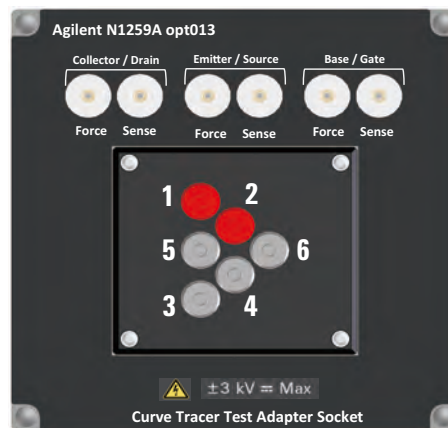 Agilent N1259A opt013
Collector / Drain Emitter / Source Base / Gate
Force Sense Force Sense Force Sense
1 2
5 6
3 4
±3 kV ⎓ Max
Curve Tracer Test Adapter Socket